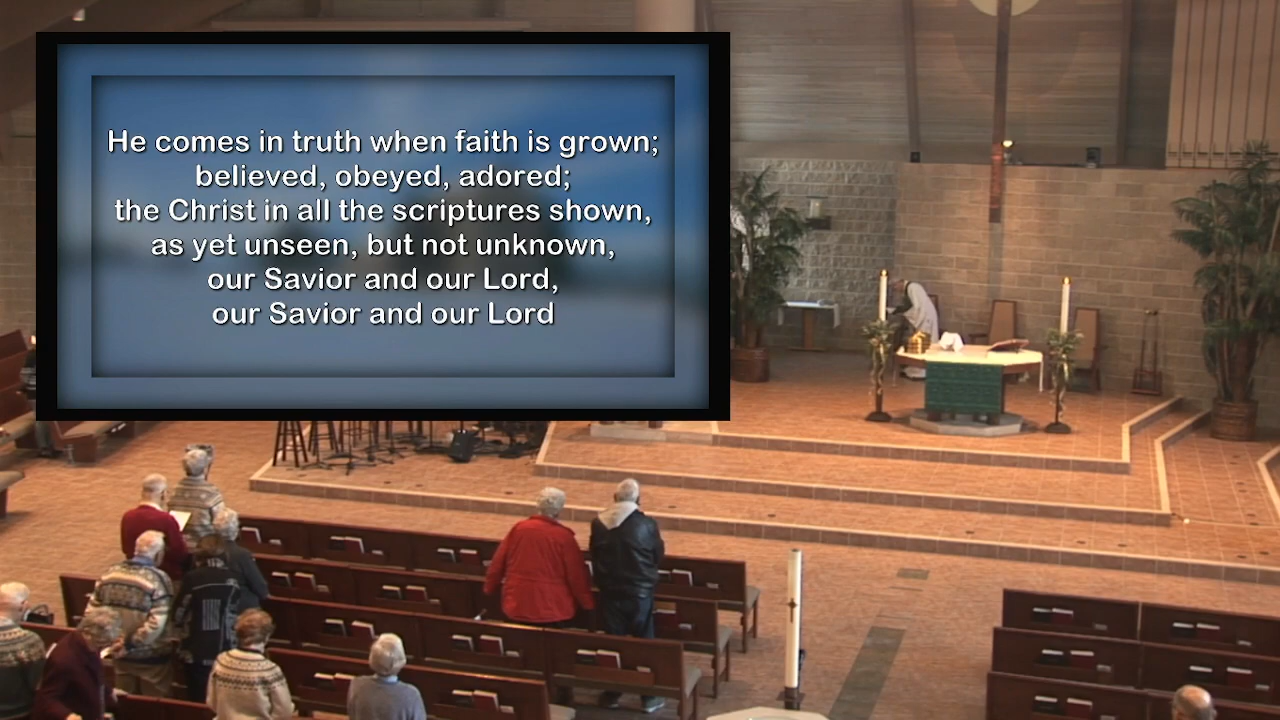 He comes in truth when faith is grown;
believed, obeyed, adored;
the Christ in all the scriptures shown,
as yet unseen, but not unknown,
our Savior and our Lord,
our Savior and our Lord